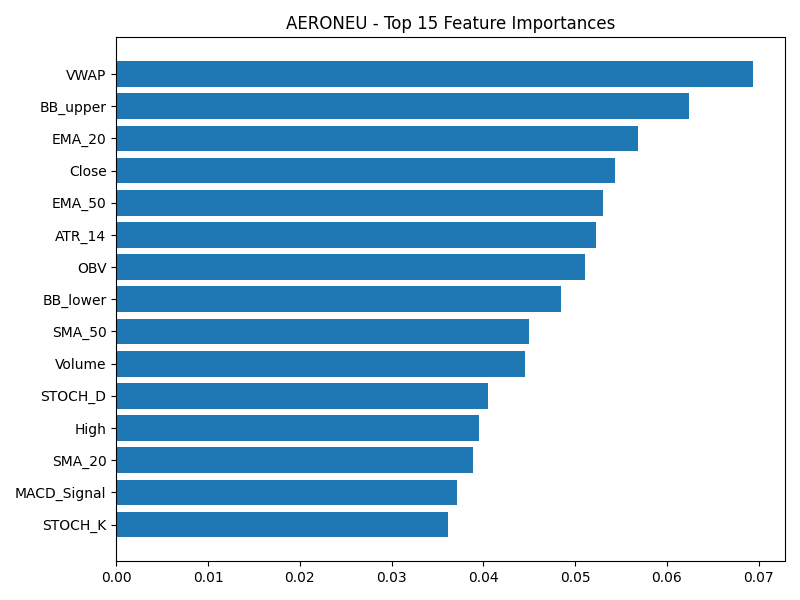 AERONEU - Top 15 Feature Importances
VWAP
BB_upper
EMA_20
Close
EMA_50
ATR_14
OBV
BB_lower
SMA_50
Volume
STOCH_D
High
SMA_20
MACD_Signal
STOCH_K
0.00 0.01 0.02 0.03 0.04 0.05 0.06 0.07